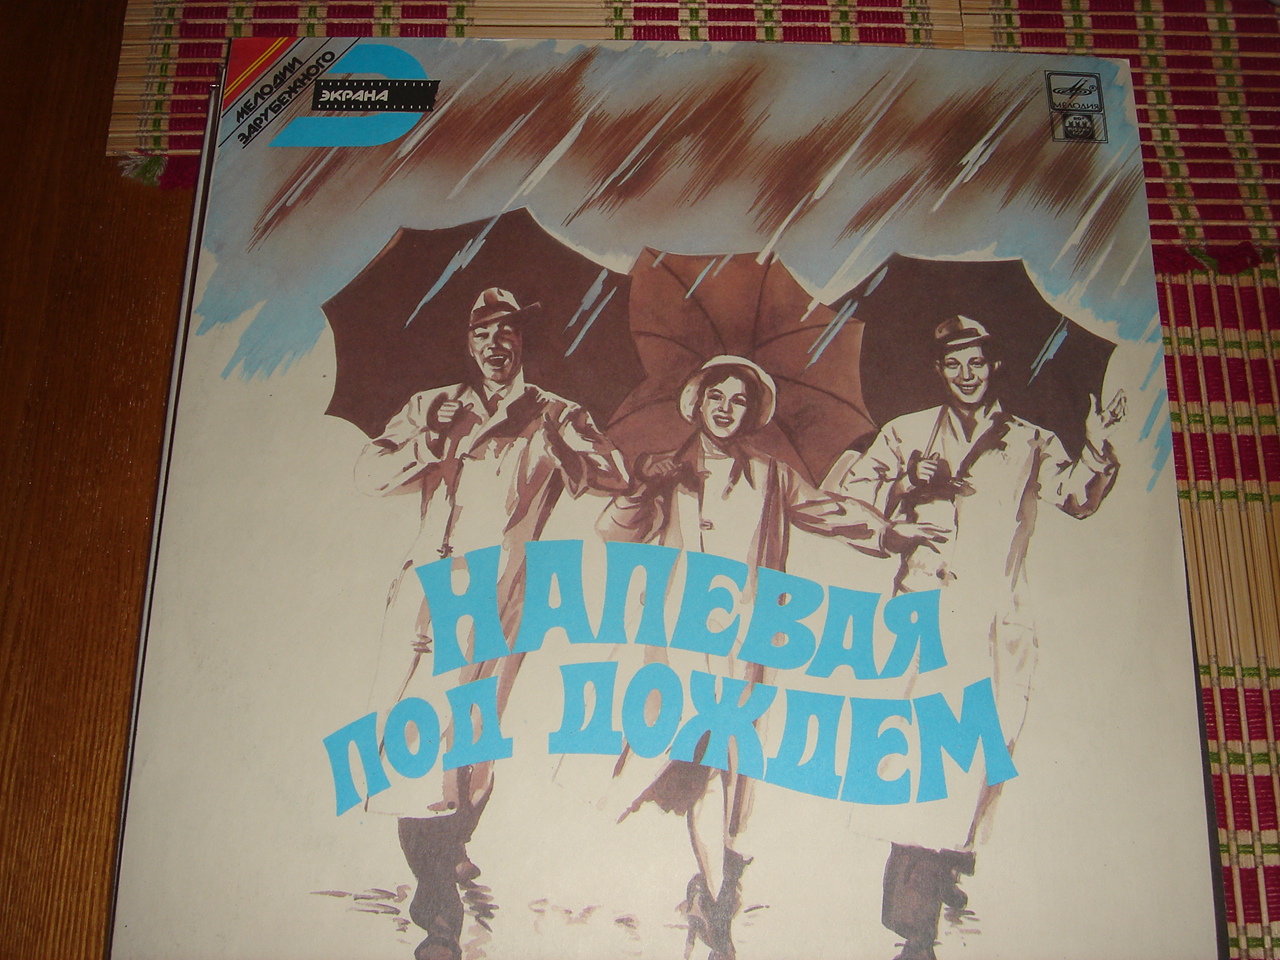 МЕЛОДИИ
ЗАРУБЕЖНОГО
ЭКРАНА
МЕЛОДИЯ
НАПЕВАЯ
ПОД ДОЖДЕМ